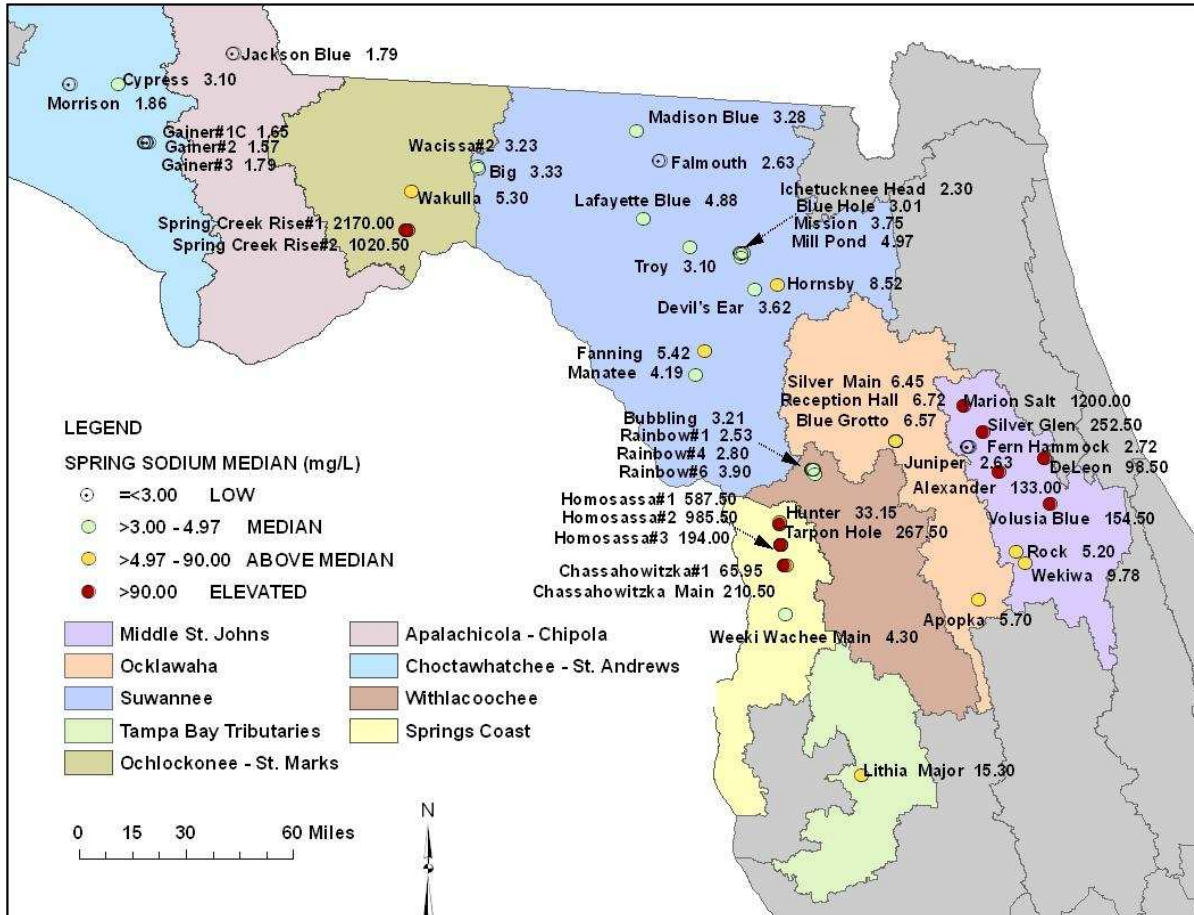 Jackson Blue 1.79
Cypress 3.10
Morrison 1.86
Gainer#1C 1.65
Gainer#2 1.57
Gainer#3 1.79
Wacissa#2 3.23
Big 3.33
Wakulla 5.30
Spring Creek Rise#1 2170.00
Spring Creek Rise#2 1020.50
Madison Blue 3.28
Falmouth 2.63
Ichetucknee Head 2.30
Blue Hole 3.01
Mission 3.75
Mill Pond 4.97
Lafayette Blue 4.88
Troy 3.10
Hornsby 8.52
Devil's Ear 3.62
Fanning 5.42
Manatee 4.19
Silver Main 6.45
Reception Hall 6.72
Blue Grotto 6.57
Marion Salt 1200.00
Silver Glen 252.50
Fern Hammock 2.72
Juniper 2.63
DeLeon 98.50
Alexander 133.00
Volusia Blue 154.50
Bubbling 3.21
Rainbow#1 2.53
Rainbow#4 2.80
Rainbow#6 3.90
Homosassa#1 587.50
Homosassa#2 985.50
Homosassa#3 194.00
Hunter 33.15
Tarpon Hole 267.50
Chassahowitzka#1 65.95
Chassahowitzka Main 210.50
Rock 5.20
Wekiwa 9.78
Apopka 5.70
Weeki Wachee Main 4.30
Lithia Major 15.30
LEGEND
SPRING SODIUM MEDIAN (mg/L)
=<3.00 LOW
>3.00 - 4.97 MEDIAN
>4.97 - 90.00 ABOVE MEDIAN
>90.00 ELEVATED
Middle St. Johns
Ocklawaha
Suwannee
Tampa Bay Tributaries
Ochlockonee - St. Marks
Apalachicola - Chipola
Choctawhatchee - St. Andrews
Withlacoochee
Springs Coast
0 15 30 60 Miles
N